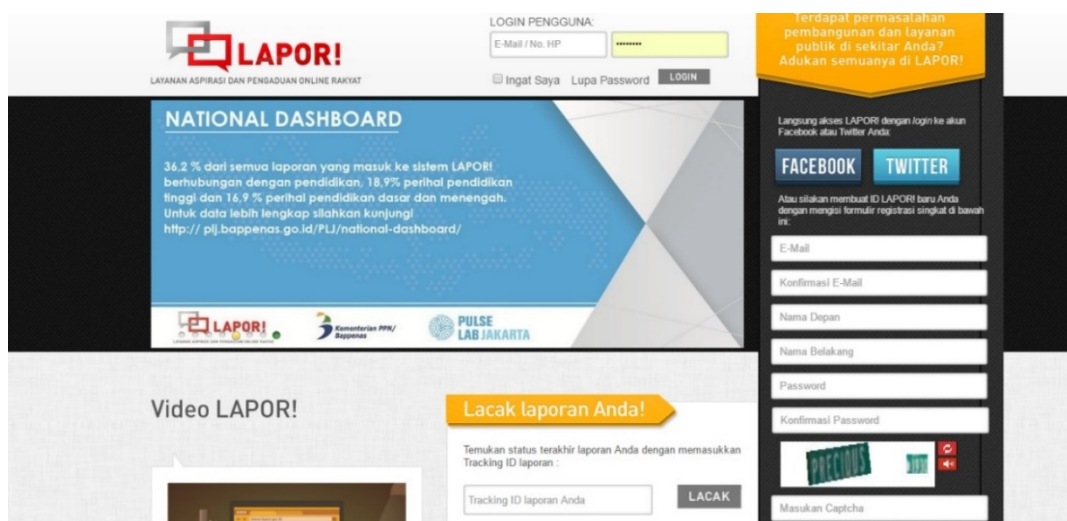 LAPOR!
LAYANAN ASPIRASI DAN PENGADUAN ONLINE RAKYAT
LOGIN PENGGUNA:
E-Mail / No. HP
••••••••
Ingat Saya Lupa Password LOGIN
Terdapat permasalahan
pembangunan dan layanan
publik di sekitar Anda?
Adukan semuanya di LAPOR!
NATIONAL DASHBOARD
36,2 % dari semua laporan yang masuk ke sistem LAPOR!
berhubungan dengan pendidikan, 18,9% perihal pendidikan
tinggi dan 16,9 % perihal pendidikan dasar dan menengah.
Untuk data lebih lengkap silahkan kunjungi
http:// plj.bappenas.go.id/PLJ/national-dashboard/
LAPOR!
Kementerian PPN/
Bappenas
PULSE
LAB JAKARTA
Langsung akses LAPOR! dengan login ke akun
Facebook atau Twitter Anda:
FACEBOOK TWITTER
Atau silakan membuat ID LAPOR! baru Anda
dengan mengisi formulir registrasi singkat di bawah
ini:
E-Mail
Konfirmasi E-Mail
Nama Depan
Nama Belakang
Password
Konfirmasi Password
PRECIOUS
Masukan Captcha
Video LAPOR!
Lacak laporan Anda!
Temukan status terakhir laporan Anda dengan memasukkan
Tracking ID laporan :
Tracking ID laporan Anda LACAK